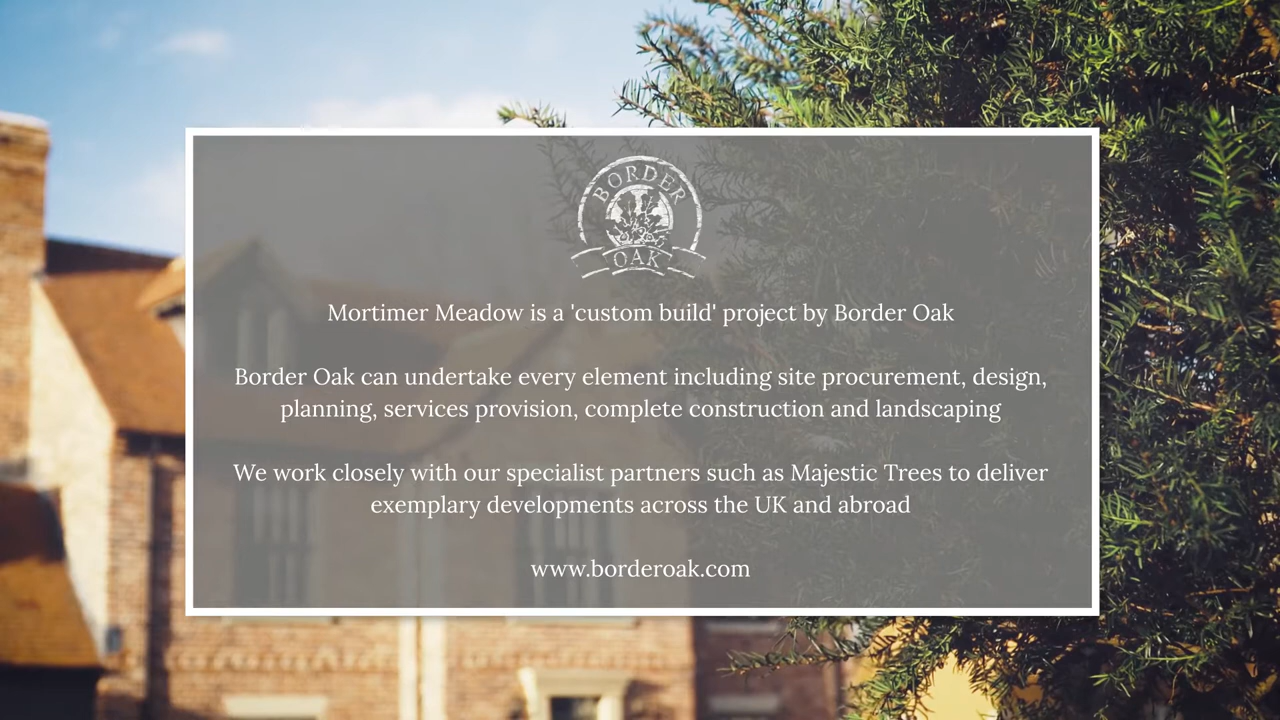 BORDER
OAK
Mortimer Meadow is a 'custom build' project by Border Oak
Border Oak can undertake every element including site procurement, design,
planning, services provision, complete construction and landscaping
We work closely with our specialist partners such as Majestic Trees to deliver
exemplary developments across the UK and abroad
www.borderoak.com